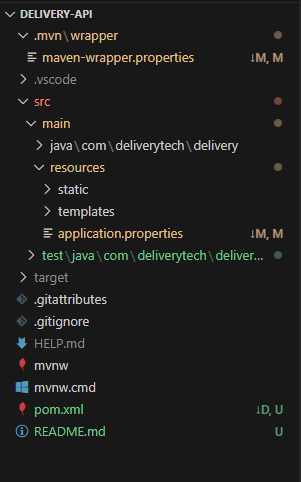 DELIVERY-API
.mvn\wrapper
maven-wrapper.properties ↓M, M
.vscode
src
main
java\com\deliverytech\delivery
resources
static
templates
application.properties ↓M, M
test\java\com\deliverytech\deliver...
target
.gitattributes
.gitignore
HELP.md
mvnw
mvnw.cmd
pom.xml ↓D, U
README.md U